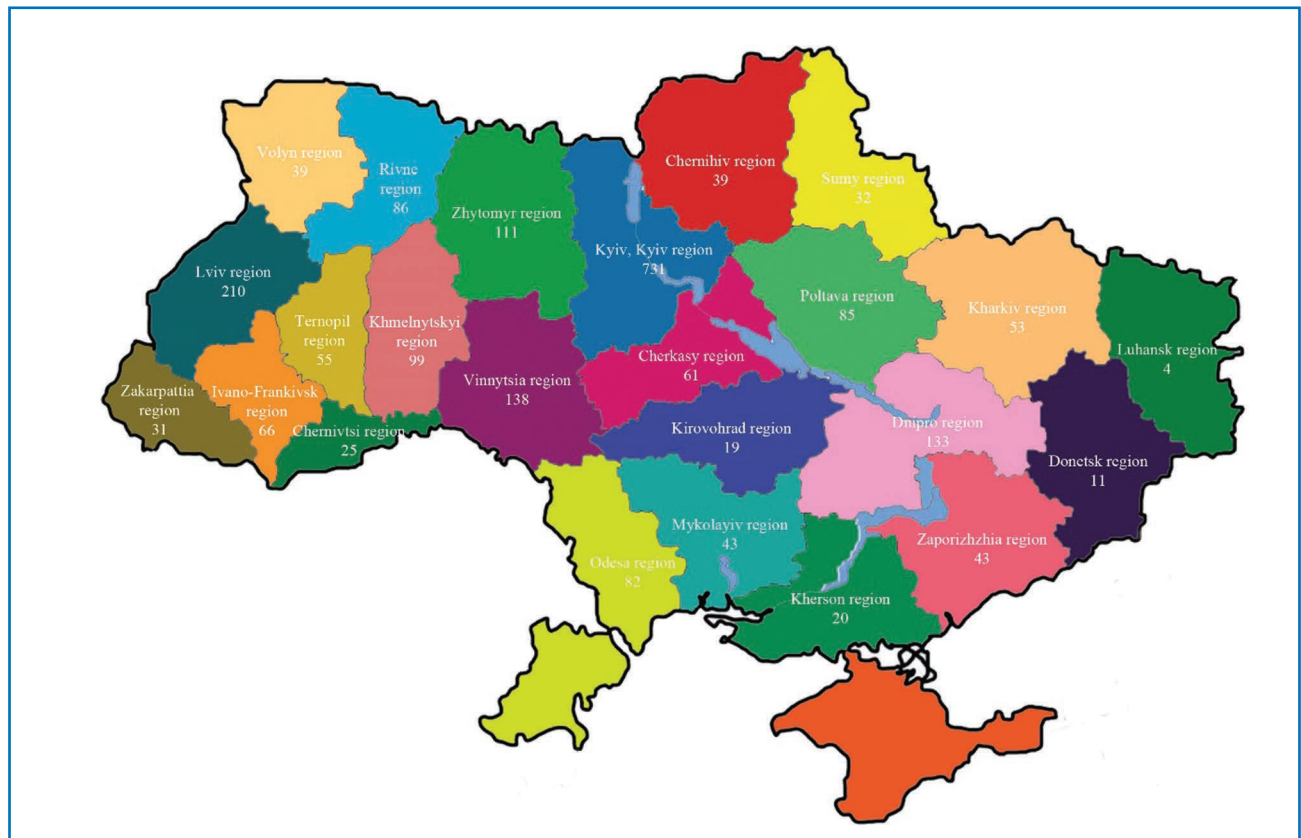 Volyn region
39
Rivne
region
86
Zhytomyr region
111
Kyiv, Kyiv region
731
Chernihiv region
39
Sumy region
32
Lviv region
210
Ternopil
region
55
Khmelnytskyi
region
99
Vinnytsia region
138
Cherkasy region
61
Poltava region
85
Kharkiv region
53
Luhansk region
4
Zakarpattia
region
31
Ivano-Frankivsk
region
66
Chernivtsi region
25
Kirovohrad region
19
Dnipro region
133
Donetsk region
11
Odesa region
82
Mykolayiv region
43
Kherson region
20
Zaporizhzhia region
43